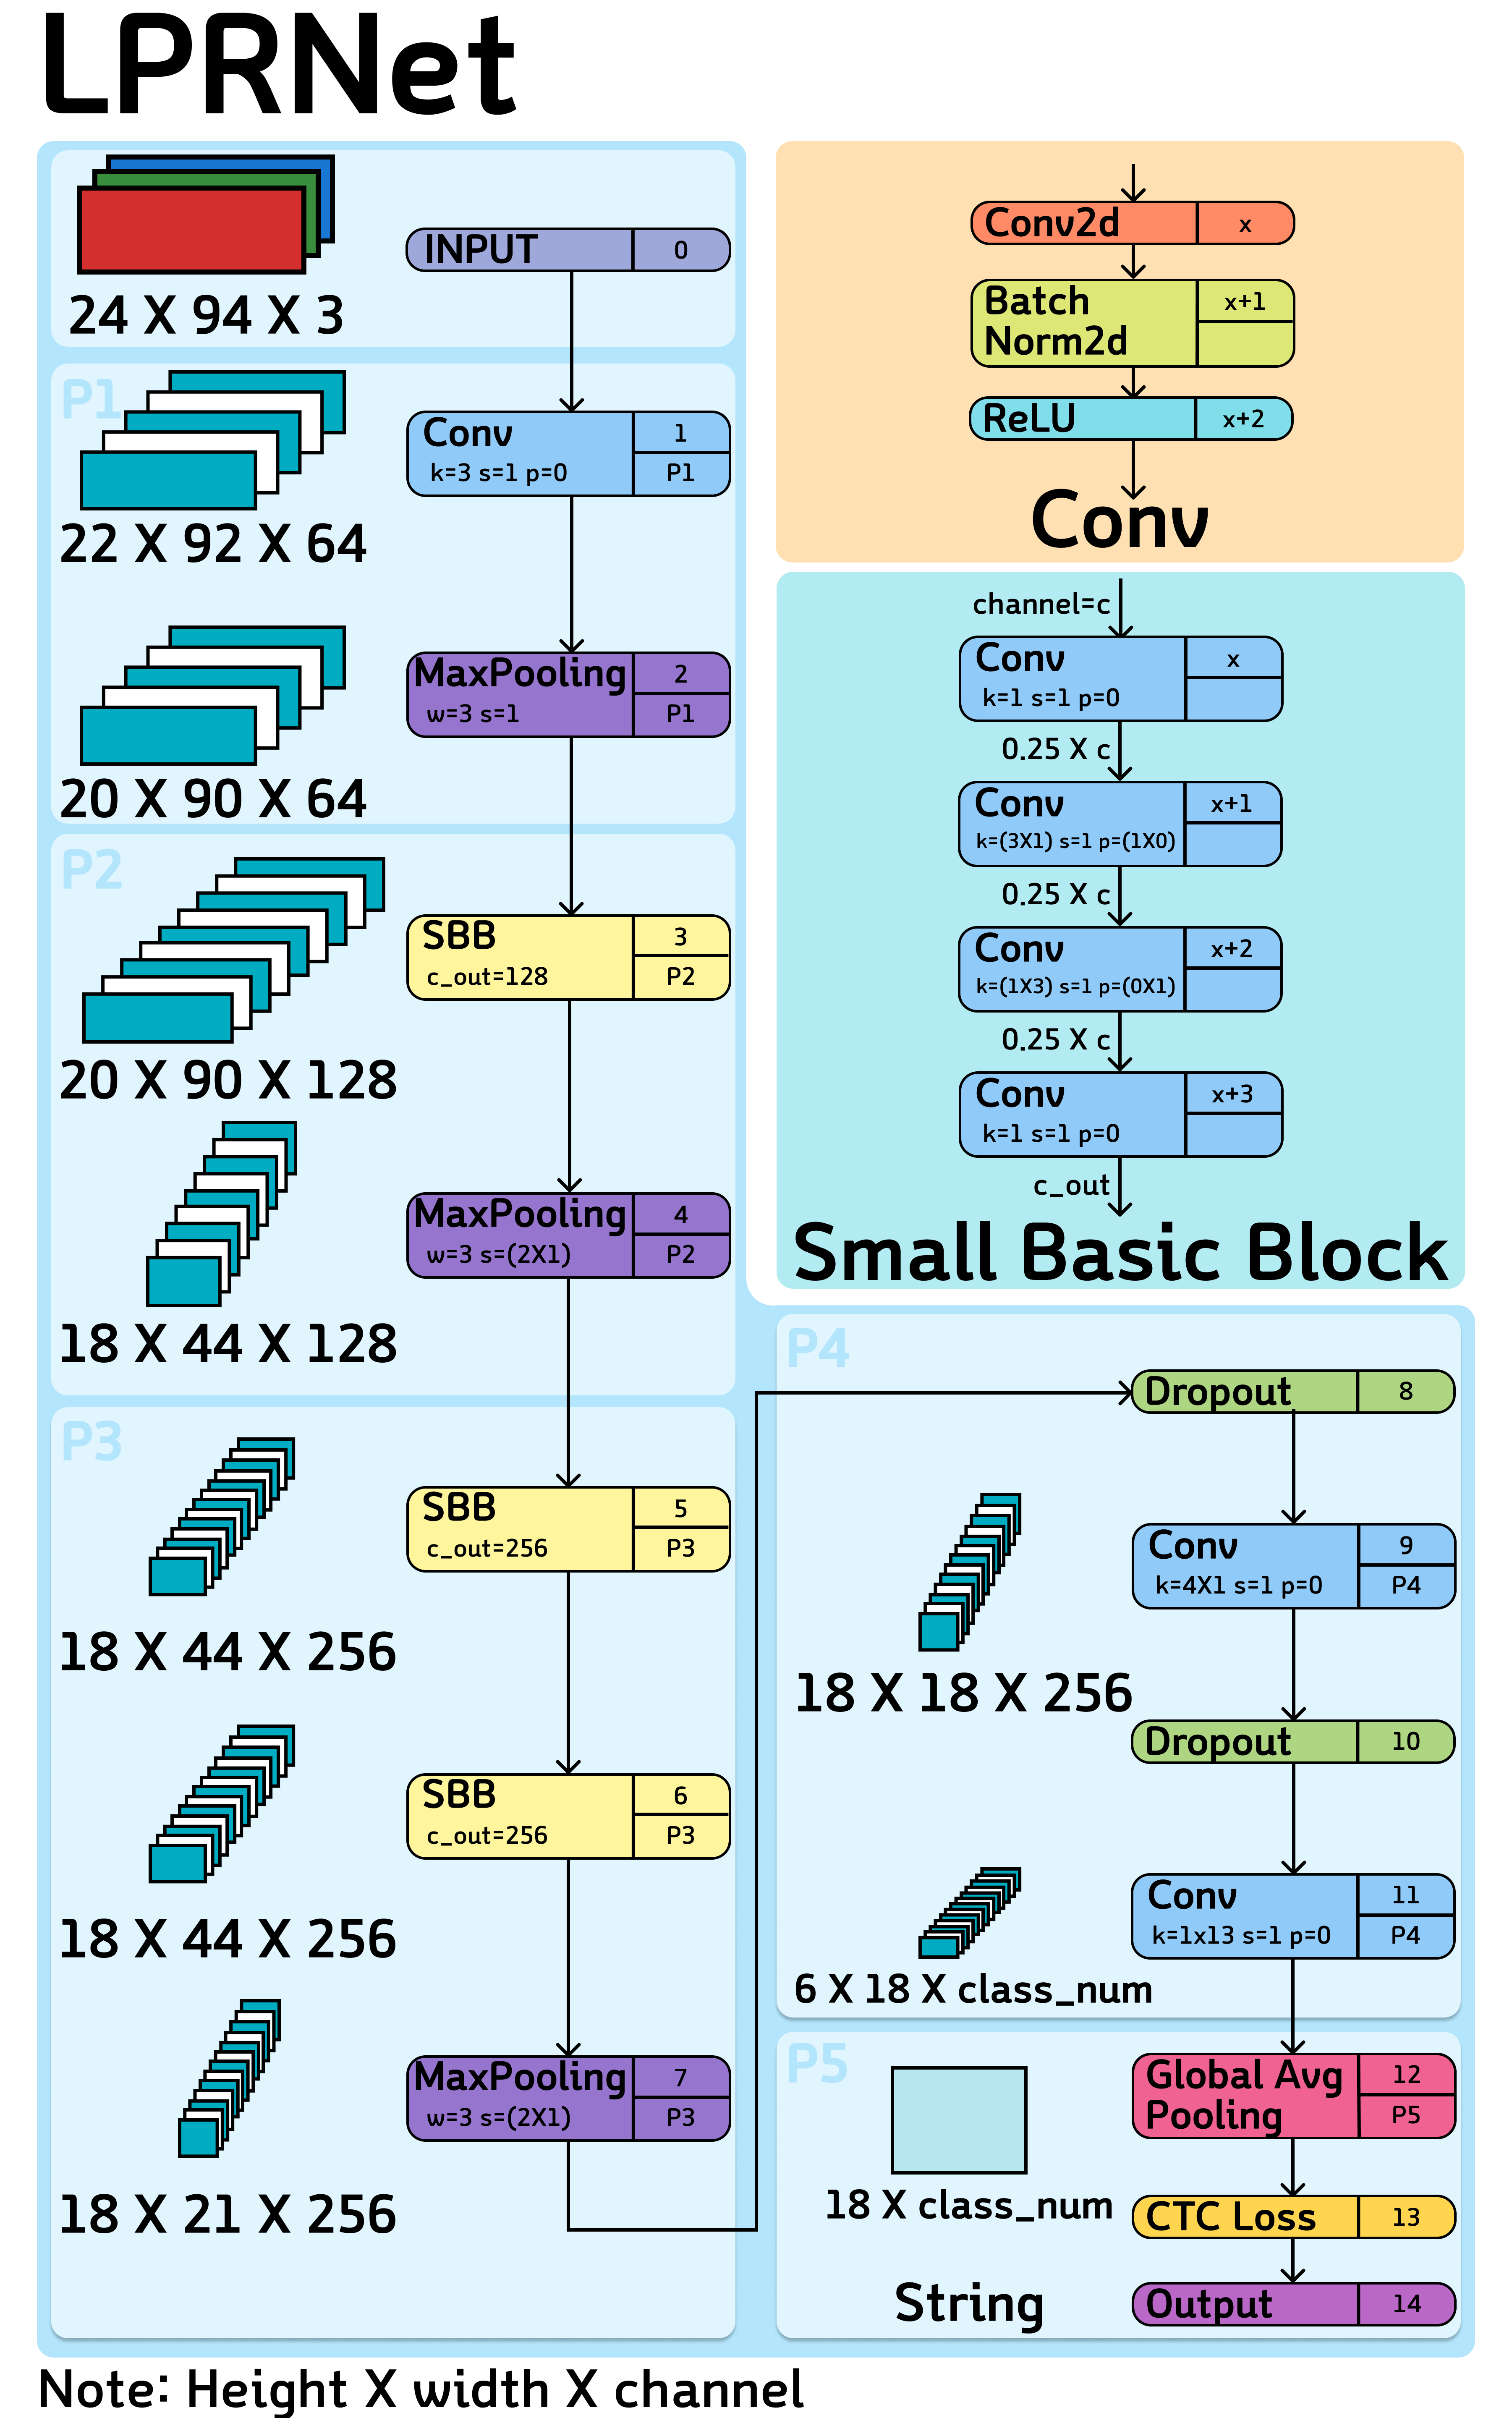 LPRNet
INPUT 0
24 X 94 X 3
P1
Conv 1
k=3 s=1 p=0 P1
22 X 92 X 64
MaxPooling 2
w=3 s=1 P1
20 X 90 X 64
P2
SBB 3
c_out=128 P2
20 X 90 X 128
MaxPooling 4
w=3 s=(2X1) P2
18 X 44 X 128
P3
SBB 5
c_out=256 P3
18 X 44 X 256
SBB 6
c_out=256 P3
18 X 44 X 256
MaxPooling 7
w=3 s=(2X1) P3
18 X 21 X 256
Conv2d x
Batch x+1
Norm2d
ReLU x+2
Conv
channel=c
Conv x
k=1 s=1 p=0
0.25 X c
Conv x+1
k=(3X1) s=1 p=(1X0)
0.25 X c
Conv x+2
k=(1X3) s=1 p=(0X1)
0.25 X c
Conv x+3
k=1 s=1 p=0
c_out
Small Basic Block
P4
Dropout 8
Conv 9
k=4X1 s=1 p=0 P4
18 X 18 X 256
Dropout 10
Conv 11
k=1x13 s=1 p=0 P4
6 X 18 X class_num
P5
Global Avg 12
Pooling P5
18 X class_num
CTC Loss 13
String
Output 14
Note: Height X width X channel